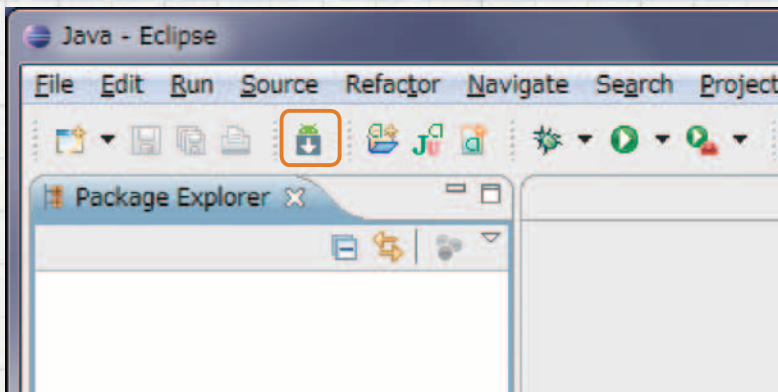 Java - Eclipse
File Edit Run Source Refactor Navigate Search Project
Package Explorer